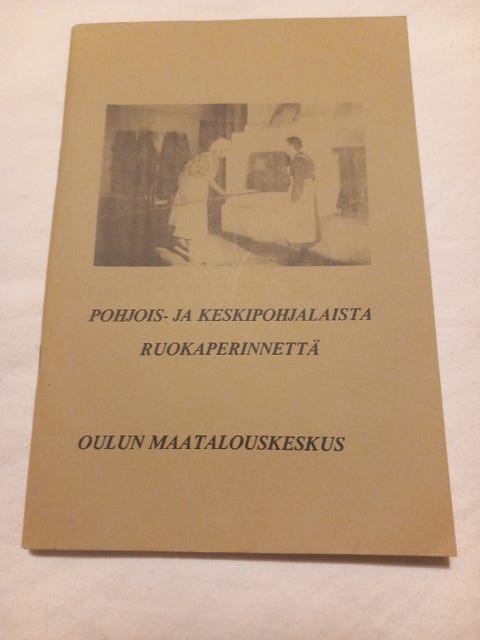 POHJOIS- JA KESKIPOHJALAISTA
RUOKAPERINNETTÄ
OULUN MAATALOUSKESKUS